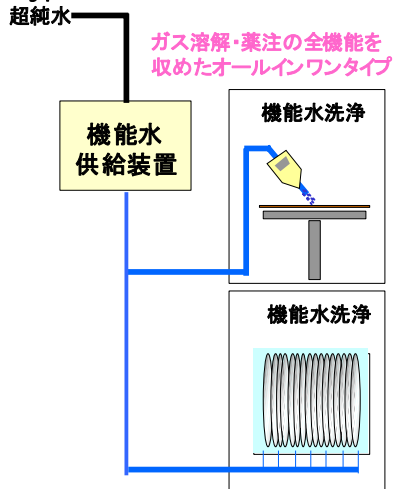 超純水
ガス溶解・薬注の全機能を
収めたオールインワンタイプ
機能水
供給装置
機能水洗浄
機能水洗浄